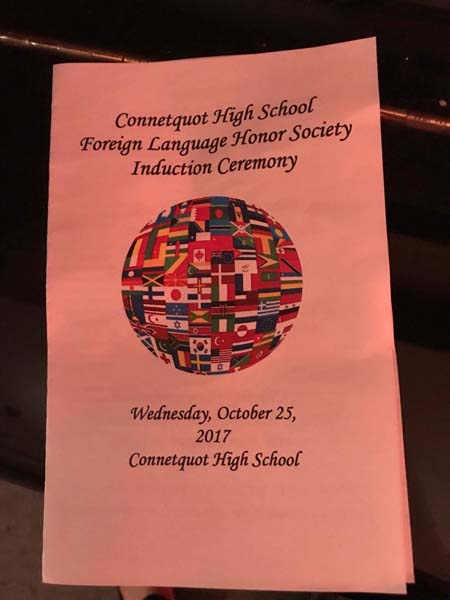 Connetquot High School
Foreign Language Honor Society
Induction Ceremony
Wednesday, October 25,
2017
Connetquot High School